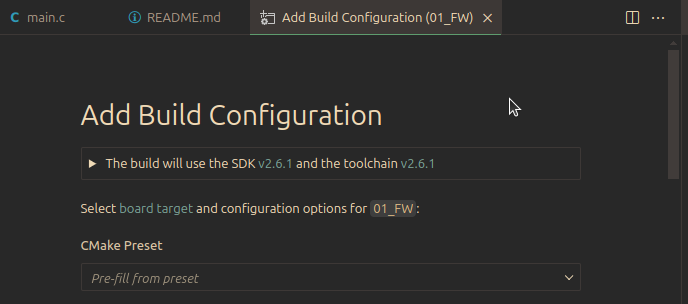 C main.c README.md Add Build Configuration (01_FW)
Add Build Configuration
The build will use the SDK v2.6.1 and the toolchain v2.6.1
Select board target and configuration options for 01_FW:
CMake Preset
Pre-fill from preset